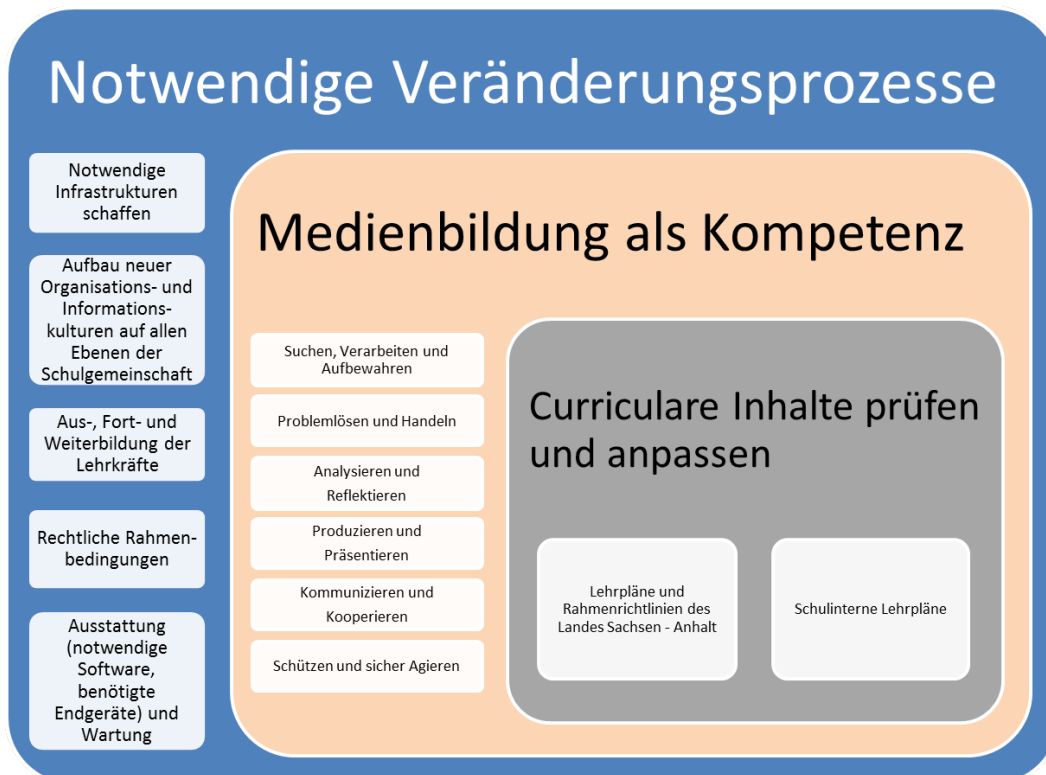 Notwendige Veränderungsprozesse
Notwendige
Infrastrukturen
schaffen
Aufbau neuer
Organisations- und
Informations-
kulturen auf allen
Ebenen der
Schulgemeinschaft
Aus-, Fort- und
Weiterbildung der
Lehrkräfte
Rechtliche Rahmen-
bedingungen
Ausstattung
(notwendige
Software,
benötigte
Endgeräte) und
Wartung
Medienbildung als Kompetenz
Suchen, Verarbeiten und
Aufbewahren
Problemlösen und Handeln
Analysieren und
Reflektieren
Produzieren und
Präsentieren
Kommunizieren und
Kooperieren
Schützen und sicher Agieren
Curriculare Inhalte prüfen
und anpassen
Lehrpläne und
Rahmenrichtlinien des
Landes Sachsen - Anhalt
Schulinterne Lehrpläne